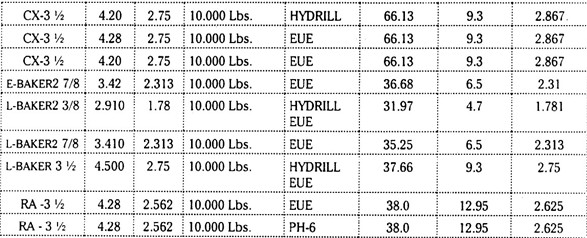 CX-3 ½ 4.20 2.75 10.000 Lbs. HYDRILL 66.13 9.3 2.867
CX-3 ½ 4.28 2.75 10.000 Lbs. EUE 66.13 9.3 2.867
CX-3 ½ 4.20 2.75 10.000 Lbs. EUE 66.13 9.3 2.867
E-BAKER2 7/8 3.42 2.313 10.000 Lbs. EUE 36.68 6.5 2.31
L-BAKER2 3/8 2.910 1.78 10.000 Lbs. HYDRILL 31.97 4.7 1.781
EUE
L-BAKER2 7/8 3.410 2.313 10.000 Lbs. EUE 35.25 6.5 2.313
L-BAKER 3 ½ 4.500 2.75 10.000 Lbs. HYDRILL 37.66 9.3 2.75
EUE
RA -3 ½ 4.28 2.562 10.000 Lbs. EUE 38.0 12.95 2.625
RA - 3 ½ 4.28 2.562 10.000 Lbs. PH-6 38.0 12.95 2.625